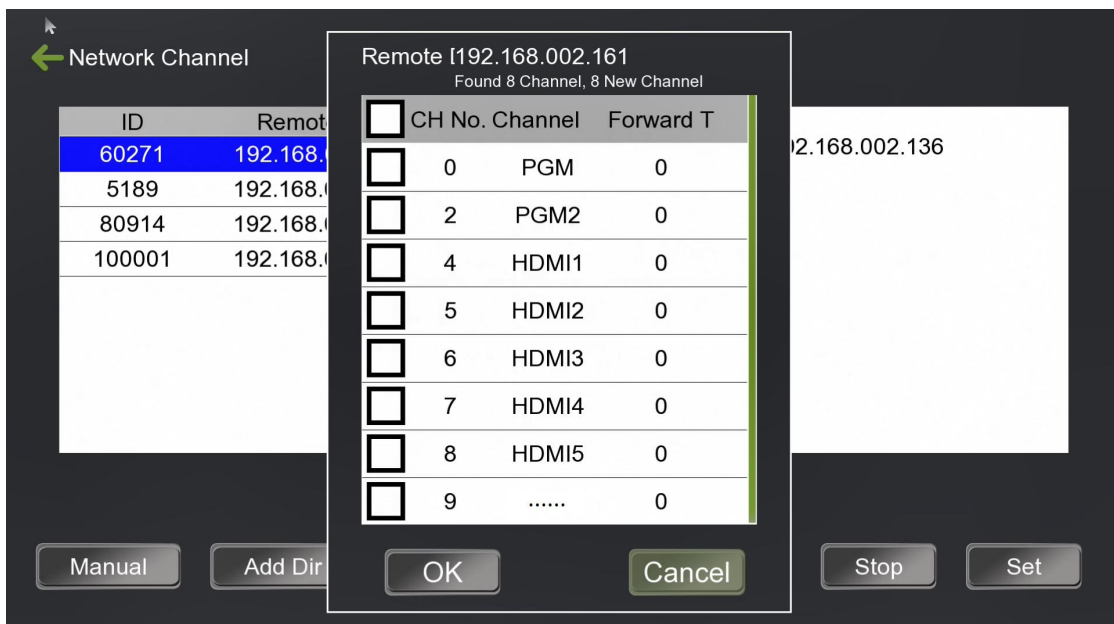 Network Channel
ID Remot
60271 192.168.
5189 192.168.
80914 192.168.
100001 192.168.
Remote [192.168.002.161
Found 8 Channel, 8 New Channel
CH No. Channel Forward T
0 PGM 0
2 PGM2 0
4 HDMI1 0
5 HDMI2 0
6 HDMI3 0
7 HDMI4 0
8 HDMI5 0
9 ...... 0
2.168.002.136
Manual
Add Dir
OK
Cancel
Stop
Set